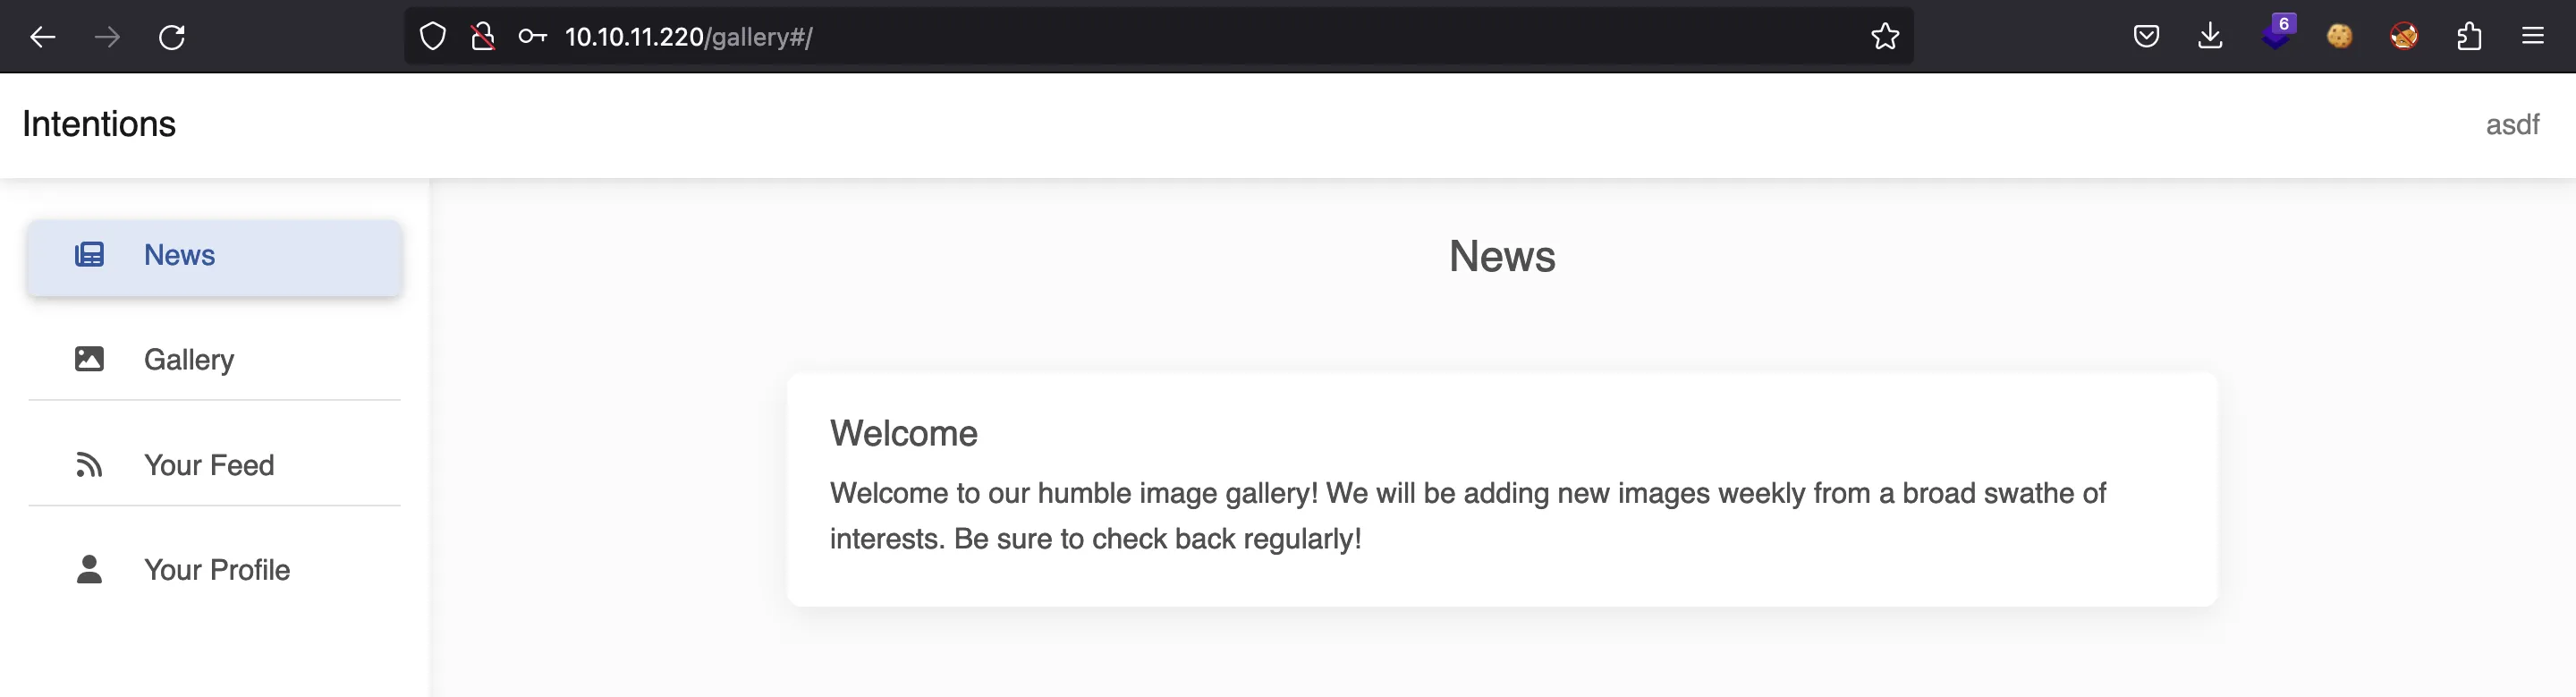 10.10.11.220/gallery#/
6
Intentions
asdf
News
Gallery
Your Feed
Your Profile
News
Welcome
Welcome to our humble image gallery! We will be adding new images weekly from a broad swathe of
interests. Be sure to check back regularly!